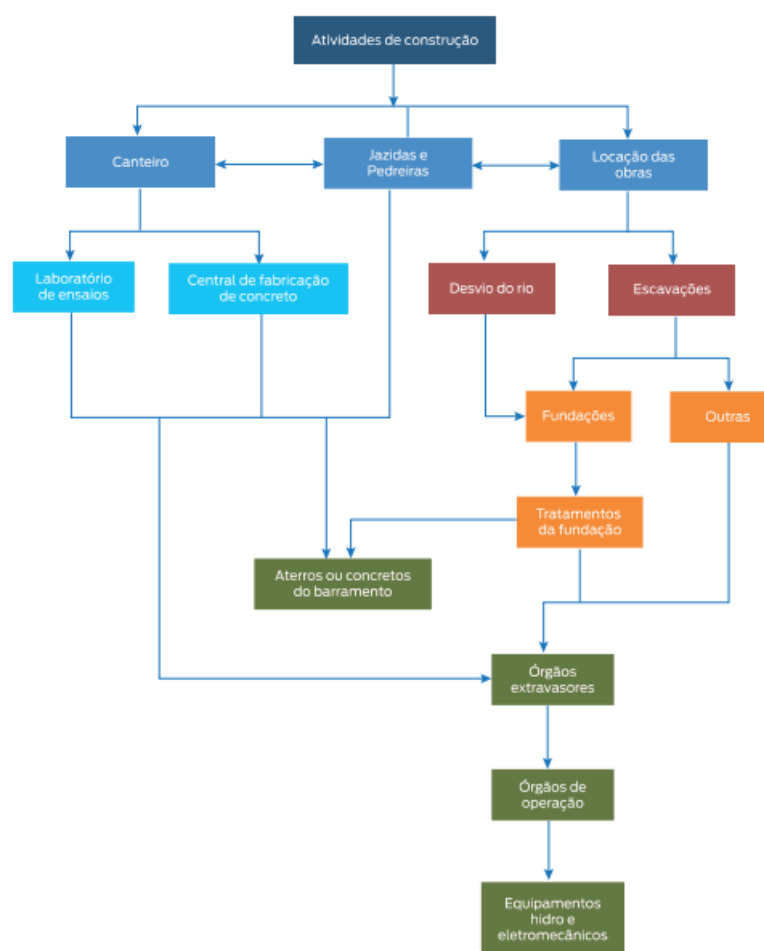 Atividades de construção
Canteiro
Jazidas e
Pedreiras
Locação das
obras
Laboratório
de ensaios
Central de fabricação
de concreto
Desvio do rio
Escavações
Fundações
Outras
Tratamentos
da fundação
Aterros ou concretos
do barramento
Órgãos
extravasores
Órgãos de
operação
Equipamentos
hidro e
eletromecânicos